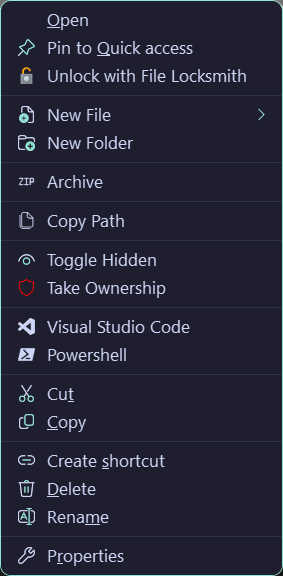 Open
Pin to Quick access
Unlock with File Locksmith
New File
New Folder
ZIP Archive
Copy Path
Toggle Hidden
Take Ownership
Visual Studio Code
Powershell
Cut
Copy
Create shortcut
Delete
Rename
Properties